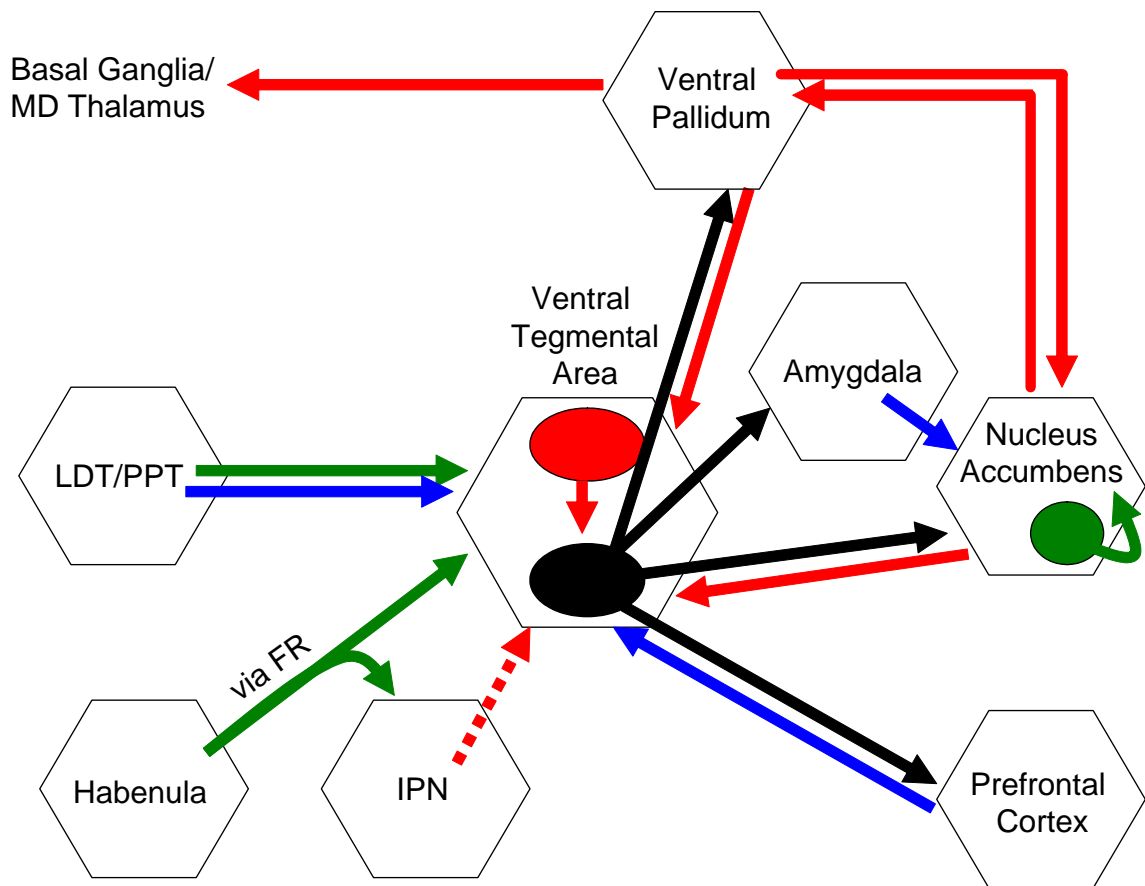 Basal Ganglia/
MD Thalamus
Ventral
Pallidum
Ventral
Tegmental
Area
Amygdala
Nucleus
Accumbens
LDT/PPT
via FR
Habenula
IPN
Prefrontal
Cortex